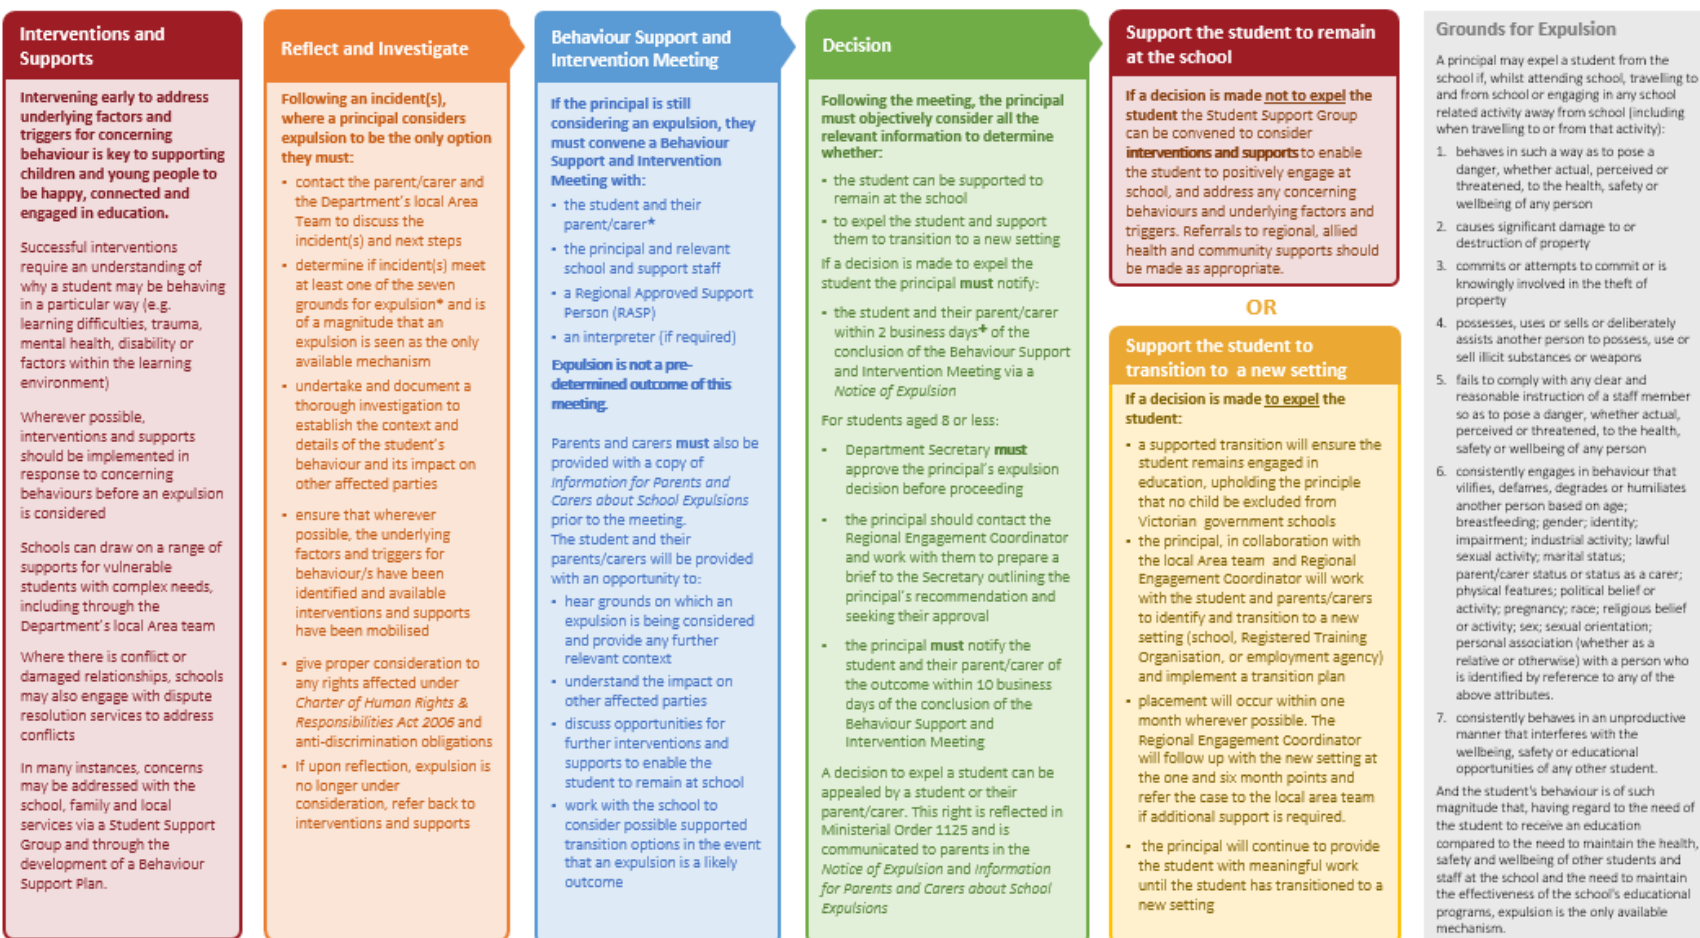 Interventions and
Supports
Intervening early to address
underlying factors and
triggers for concerning
behaviour is key to supporting
children and young people to
be happy, connected and
engaged in education.
Successful interventions
require an understanding of
why a student may be behaving
in a particular way (e.g.
learning difficulties, trauma,
mental health, disability or
factors within the learning
environment)
Wherever possible,
interventions and supports
should be implemented in
response to concerning
behaviours before an expulsion
is considered
Schools can draw on a range of
supports for vulnerable
students with complex needs,
including through the
Department's local Area team
Where there is conflict or
damaged relationships, schools
may also engage with dispute
resolution services to address
conflicts
In many instances, concerns
may be addressed with the
school, family and local
services via a Student Support
Group and through the
development of a Behaviour
Support Plan.
Reflect and Investigate
Following an incident(s),
where a principal considers
expulsion to be the only option
they must:
▪ contact the parent/carer and
the Department's local Area
Team to discuss the
incident(s) and next steps
▪ determine if incident(s) meet
at least one of the seven
grounds for expulsion* and is
of a magnitude that an
expulsion is seen as the only
available mechanism
▪ undertake and document a
thorough investigation to
establish the context and
details of the student's
behaviour and its impact on
other affected parties
▪ ensure that wherever
possible, the underlying
factors and triggers for
behaviour/s have been
identified and available
interventions and supports
have been mobilised
▪ give proper consideration to
any rights affected under
Charter of Human Rights &
Responsibilities Act 2006 and
anti-discrimination obligations
▪ If upon reflection, expulsion is
no longer under
consideration, refer back to
interventions and supports
Behaviour Support and
Intervention Meeting
If the principal is still
considering an expulsion, they
must convene a Behaviour
Support and Intervention
Meeting with:
▪ the student and their
parent/carer*
▪ the principal and relevant
school and support staff
▪ a Regional Approved Support
Person (RASP)
▪ an interpreter (if required)
Expulsion is not a pre-
determined outcome of this
meeting.
Parents and carers must also be
provided with a copy of
Information for Parents and
Carers about School Expulsions
prior to the meeting.
The student and their
parents/carers will be provided
with an opportunity to:
▪ hear grounds on which an
expulsion is being considered
and provide any further
relevant context
▪ understand the impact on
other affected parties
▪ discuss opportunities for
further interventions and
supports to enable the
student to remain at school
▪ work with the school to
consider possible supported
transition options in the event
that an expulsion is a likely
outcome
Decision
Following the meeting, the principal
must objectively consider all the
relevant information to determine
whether:
▪ the student can be supported to
remain at the school
▪ to expel the student and support
them to transition to a new setting
If a decision is made to expel the
student the principal must notify:
▪ the student and their parent/carer
within 2 business days+ of the
conclusion of the Behaviour Support
and Intervention Meeting via a
Notice of Expulsion
For students aged 8 or less:
▪ Department Secretary must
approve the principal's expulsion
decision before proceeding
▪ the principal should contact the
Regional Engagement Coordinator
and work with them to prepare a
brief to the Secretary outlining the
principal's recommendation and
seeking their approval
▪ the principal must notify the
student and their parent/carer of
the outcome within 10 business
days of the conclusion of the
Behaviour Support and
Intervention Meeting
A decision to expel a student can be
appealed by a student or their
parent/carer. This right is reflected in
Ministerial Order 1125 and is
communicated to parents in the
Notice of Expulsion and Information
for Parents and Carers about School
Expulsions
Support the student to remain
at the school
If a decision is made not to expel the
student the Student Support Group
can be convened to consider
interventions and supports to enable
the student to positively engage at
school, and address any concerning
behaviours and underlying factors and
triggers. Referrals to regional, allied
health and community supports should
be made as appropriate.
OR
Support the student to
transition to a new setting
If a decision is made to expel the
student:
▪ a supported transition will ensure the
student remains engaged in
education, upholding the principle
that no child be excluded from
Victorian government schools
▪ the principal, in collaboration with
the local Area team and Regional
Engagement Coordinator will work
with the student and parents/carers
to identify and transition to a new
setting (school, Registered Training
Organisation, or employment agency)
and implement a transition plan
▪ placement will occur within one
month wherever possible. The
Regional Engagement Coordinator
will follow up with the new setting at
the one and six month points and
refer the case to the local area team
if additional support is required.
▪ the principal will continue to provide
the student with meaningful work
until the student has transitioned to a
new setting
Grounds for Expulsion
A principal may expel a student from the
school if, whilst attending school, travelling to
and from school or engaging in any school
related activity away from school (including
when travelling to or from that activity):
1. behaves in such a way as to pose a
danger, whether actual, perceived or
threatened, to the health, safety or
wellbeing of any person
2. causes significant damage to or
destruction of property
3. commits or attempts to commit or is
knowingly involved in the theft of
property
4. possesses, uses or sells or deliberately
assists another person to possess, use or
sell illicit substances or weapons
5. fails to comply with any clear and
reasonable instruction of a staff member
so as to pose a danger, whether actual,
perceived or threatened, to the health,
safety or wellbeing of any person
6. consistently engages in behaviour that
vilifies, defames, degrades or humiliates
another person based on age;
breastfeeding; gender; identity;
impairment; industrial activity; lawful
sexual activity; marital status;
parent/carer status or status as a carer;
physical features; political belief or
activity; pregnancy; race; religious belief
or activity; sex; sexual orientation;
personal association (whether as a
relative or otherwise) with a person who
is identified by reference to any of the
above attributes.
7. consistently behaves in an unproductive
manner that interferes with the
wellbeing, safety or educational
opportunities of any other student.
And the student's behaviour is of such
magnitude that, having regard to the need of
the student to receive an education
compared to the need to maintain the health,
safety and wellbeing of other students and
staff at the school and the need to maintain
the effectiveness of the school's educational
programs, expulsion is the only available
mechanism.